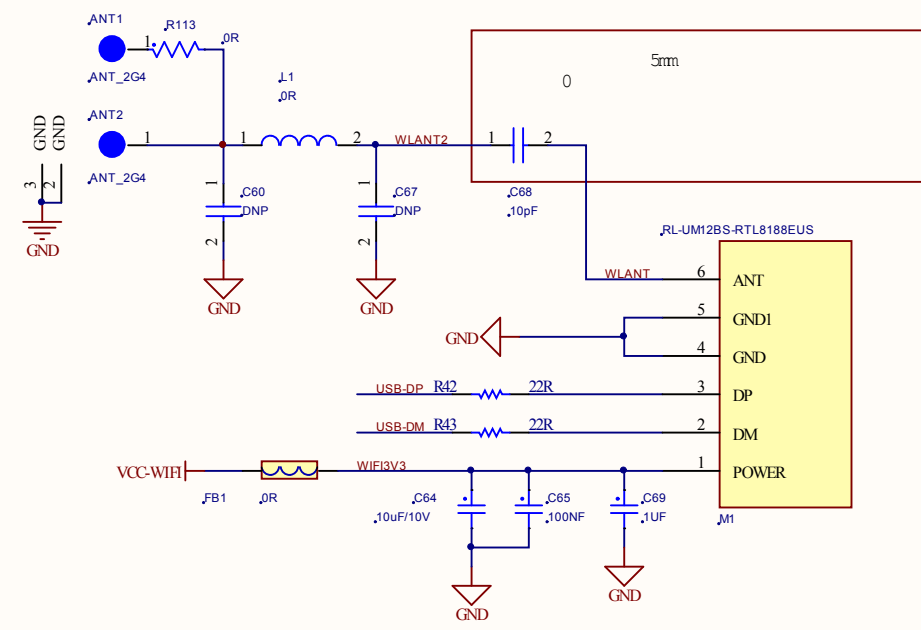 ANT1
R113
1
0R
ANT_2G4
L1
0R
ANT2
1
1
2
WLANT2
1
2
5mm
0
ANT_2G4
GND
GND
3
2
GND
1
C60
DNP
2
GND
1
C67
DNP
2
GND
C68
10pF
RL-UM12BS-RTL8188EUS
WLANT
6
ANT
GND
5
GND1
4
GND
USB-DP
R42
22R
3
DP
USB-DM
R43
22R
2
DM
VCC-WIFI
WIFI3V3
1
POWER
FB1
0R
C64
10uF/10V
C65
100NF
C69
1UF
M1
GND
GND